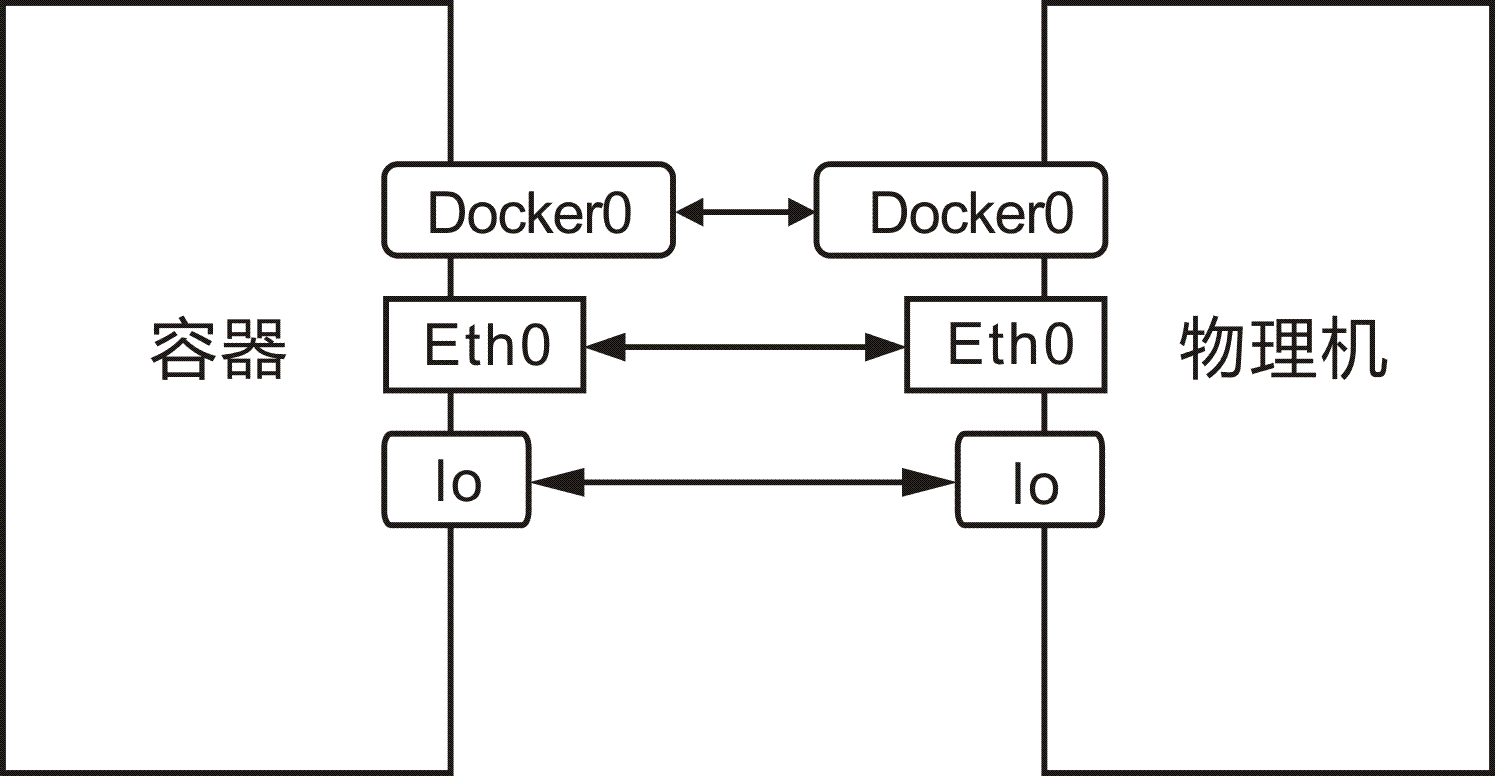 Docker0
Docker0
容器
Eth0
Eth0
物理机
lo
lo